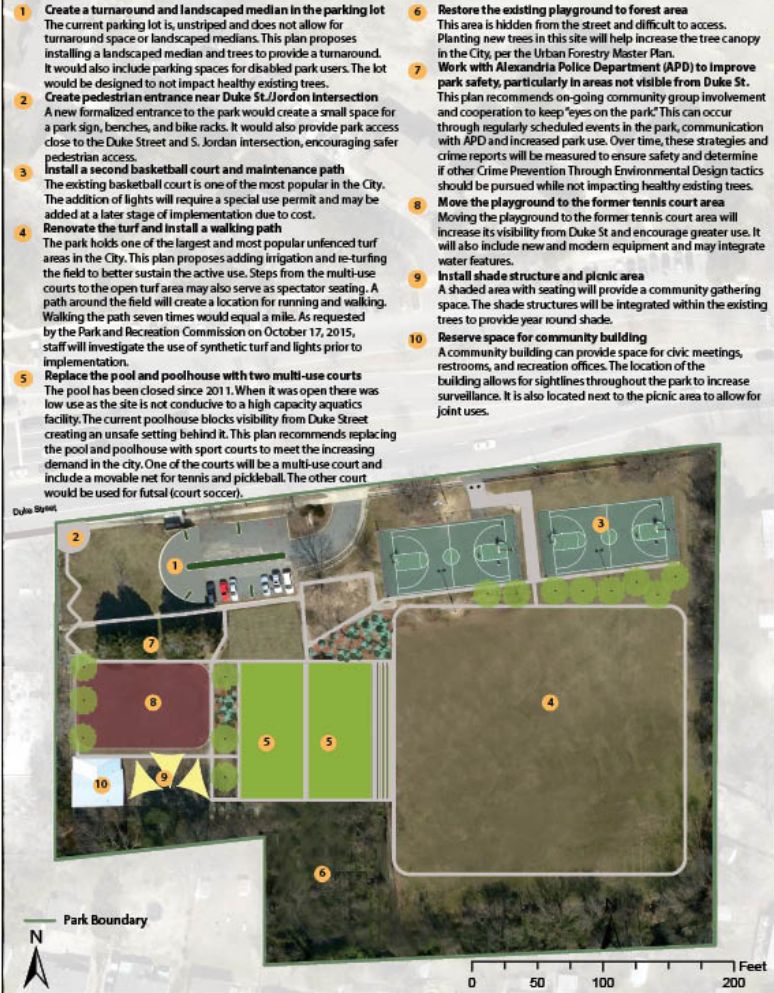 1 Create a turnaround and landscaped median in the parking lot
The current parking lot is, unstriped and does not allow for
turnaround space or landscaped medians. This plan proposes
installing a landscaped median and trees to provide a turnaround.
It would also include parking spaces for disabled park users. The lot
would be designed to not impact healthy existing trees.
2 Create pedestrian entrance near Duke St./Jordon intersection
A new formalized entrance to the park would create a small space for
a park sign, benches, and bike racks. It would also provide park access
close to the Duke Street and S. Jordan intersection, encouraging safer
pedestrian access.
3 Install a second basketball court and maintenance path
The existing basketball court is one of the most popular in the City.
The addition of lights will require a special use permit and may be
added at a later stage of implementation due to cost.
4 Renovate the turf and install a walking path
The park holds one of the largest and most popular unfenced turf
areas in the City. This plan proposes adding irrigation and re-turfing
the field to better sustain the active use. Steps from the multi-use
courts to the open turf area may also serve as spectator seating. A
path around the field will create a location for running and walking.
Walking the path seven times would equal a mile. As requested
by the Park and Recreation Commission on October 17, 2015,
staff will investigate the use of synthetic turf and lights prior to
implementation.
5 Replace the pool and poolhouse with two multi-use courts
The pool has been closed since 2011. When it was open there was
low use as the site is not conducive to a high capacity aquatics
facility. The current poolhouse blocks visibility from Duke Street
creating an unsafe setting behind it. This plan recommends replacing
the pool and poolhouse with sport courts to meet the increasing
demand in the city. One of the courts will be a multi-use court and
include a movable net for tennis and pickleball. The other court
would be used for futsal (court soccer).
6 Restore the existing playground to forest area
This area is hidden from the street and difficult to access.
Planting new trees in this site will help increase the tree canopy
in the City, per the Urban Forestry Master Plan.
7 Work with Alexandria Police Department (APD) to improve
park safety, particularly in areas not visible from Duke St.
This plan recommends on-going community group involvement
and cooperation to keep "eyes on the park." This can occur
through regularly scheduled events in the park, communication
with APD and increased park use. Over time, these strategies and
crime reports will be measured to ensure safety and determine
if other Crime Prevention Through Environmental Design tactics
should be pursued while not impacting healthy existing trees.
8 Move the playground to the former tennis court area
Moving the playground to the former tennis court area will
increase its visibility from Duke St and encourage greater use. It
will also include new and modern equipment and may integrate
water features.
9 Install shade structure and picnic area
A shaded area with seating will provide a community gathering
space. The shade structures will be integrated within the existing
trees to provide year round shade.
10 Reserve space for community building
A community building can provide space for civic meetings,
restrooms, and recreation offices. The location of the
building allows for sightlines throughout the park to increase
surveillance. It is also located next to the picnic area to allow for
joint uses.
Duke Street
2
1
3
7
8
4
5
5
10
9
6
Park Boundary
N
N
Feet
0 50 100 200